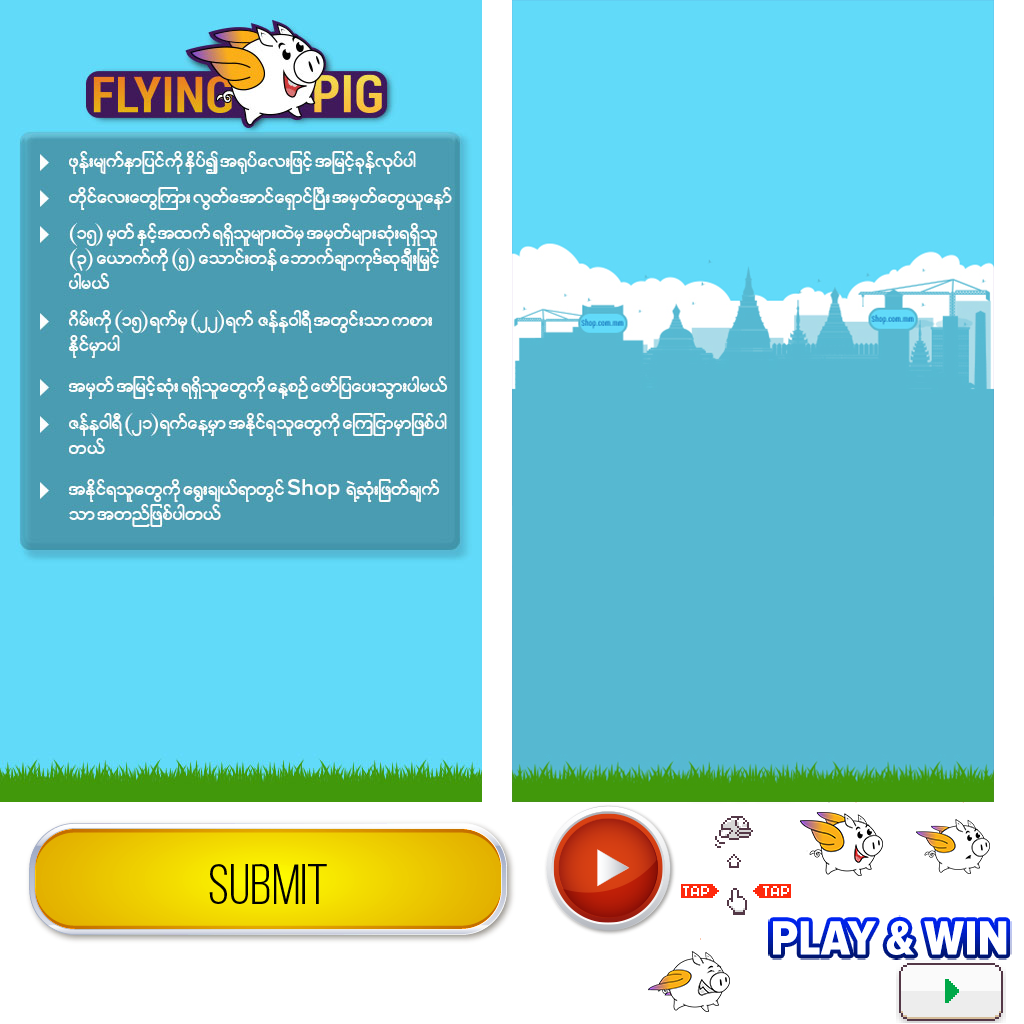 FLYING PIG
ဖုန်းမျက်နှာပြင်ကို နှိပ်၍ အရုပ်လေးဖြင့် အမြင့်ခုန်လုပ်ပါ
တိုင်လေးတွေကြား လွတ်အောင်ရှောင်ပြီး အမှတ်တွေယူနော်
(၁၅) မှတ် နှင့်အထက် ရရှိသူများထဲမှ အမှတ်များဆုံးရရှိသူ
(၃) ယောက်ကို (၅) သောင်းတန် ဘောက်ချာကုဒ်ဆုချီးမြှင့်
ပါမယ်
ဂိမ်းကို (၁၅)ရက်မှ (၂၂)ရက် ဇန်နဝါရီအတွင်းသာ ကစား
နိုင်မှာပါ
အမှတ် အမြင့်ဆုံး ရရှိသူတွေကို နေ့စဉ် ဖော်ပြပေးသွားပါမယ်
ဇန်နဝါရီ (၂၁)ရက်နေ့မှာ အနိုင်ရသူတွေကို ကြေငြာမှာဖြစ်ပါ
တယ်
အနိုင်ရသူတွေကို ရွေးချယ်ရာတွင် Shop ရဲ့ဆုံးဖြတ်ချက်
သာ အတည်ဖြစ်ပါတယ်
Shop.com.mm
Shop.com.mm
SUBMIT
TAP TAP
PLAY & WIN